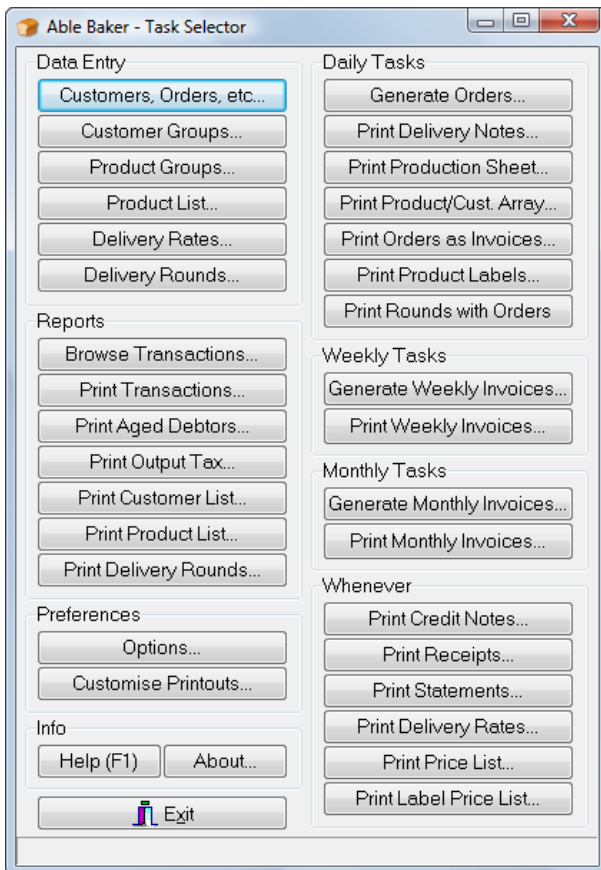 Able Baker - Task Selector
Data Entry
Customers, Orders, etc...
Customer Groups...
Product Groups...
Product List...
Delivery Rates...
Delivery Rounds...
Reports
Browse Transactions...
Print Transactions...
Print Aged Debtors...
Print Output Tax...
Print Customer List...
Print Product List...
Print Delivery Rounds...
Preferences
Options...
Customise Printouts...
Info
Help (F1) About...
Exit
Daily Tasks
Generate Orders...
Print Delivery Notes...
Print Production Sheet...
Print Product/Cust. Array...
Print Orders as Invoices...
Print Product Labels...
Print Rounds with Orders
Weekly Tasks
Generate Weekly Invoices...
Print Weekly Invoices...
Monthly Tasks
Generate Monthly Invoices...
Print Monthly Invoices...
Whenever
Print Credit Notes...
Print Receipts...
Print Statements...
Print Delivery Rates...
Print Price List...
Print Label Price List...